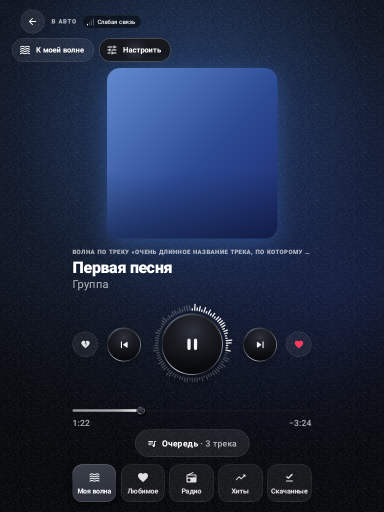 В АВТО
Слабая связь
К моей волне
Настроить
ВОЛНА ПО ТРЕКУ «ОЧЕНЬ ДЛИННОЕ НАЗВАНИЕ ТРЕКА, ПО КОТОРОМУ …
Первая песня
Группа
1:22
−3:24
Очередь · 3 трека
Моя волна
Любимое
Радио
Хиты
Скачанные